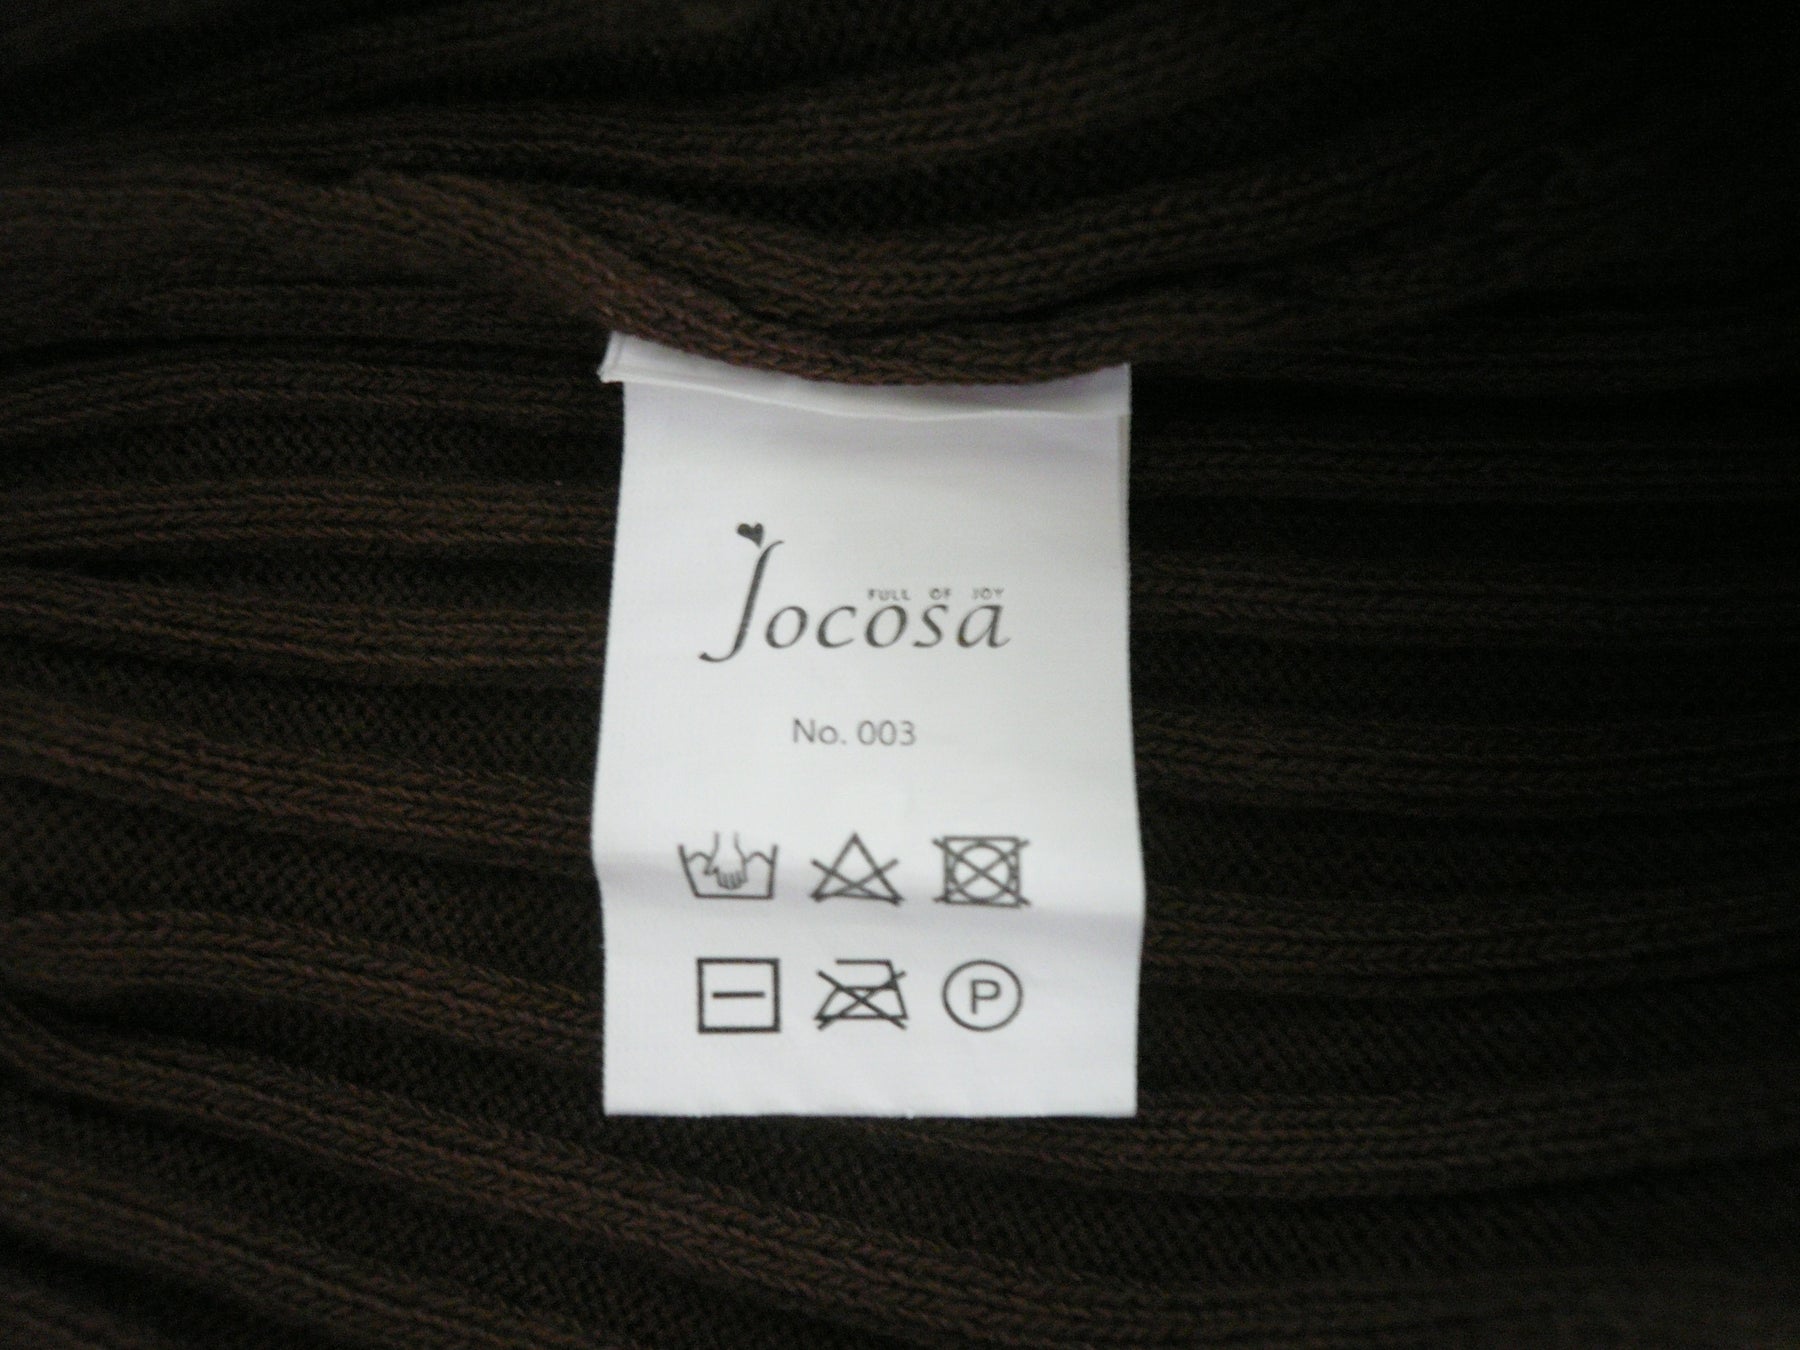 FULL OF JOY
Jocosa
No. 003
P